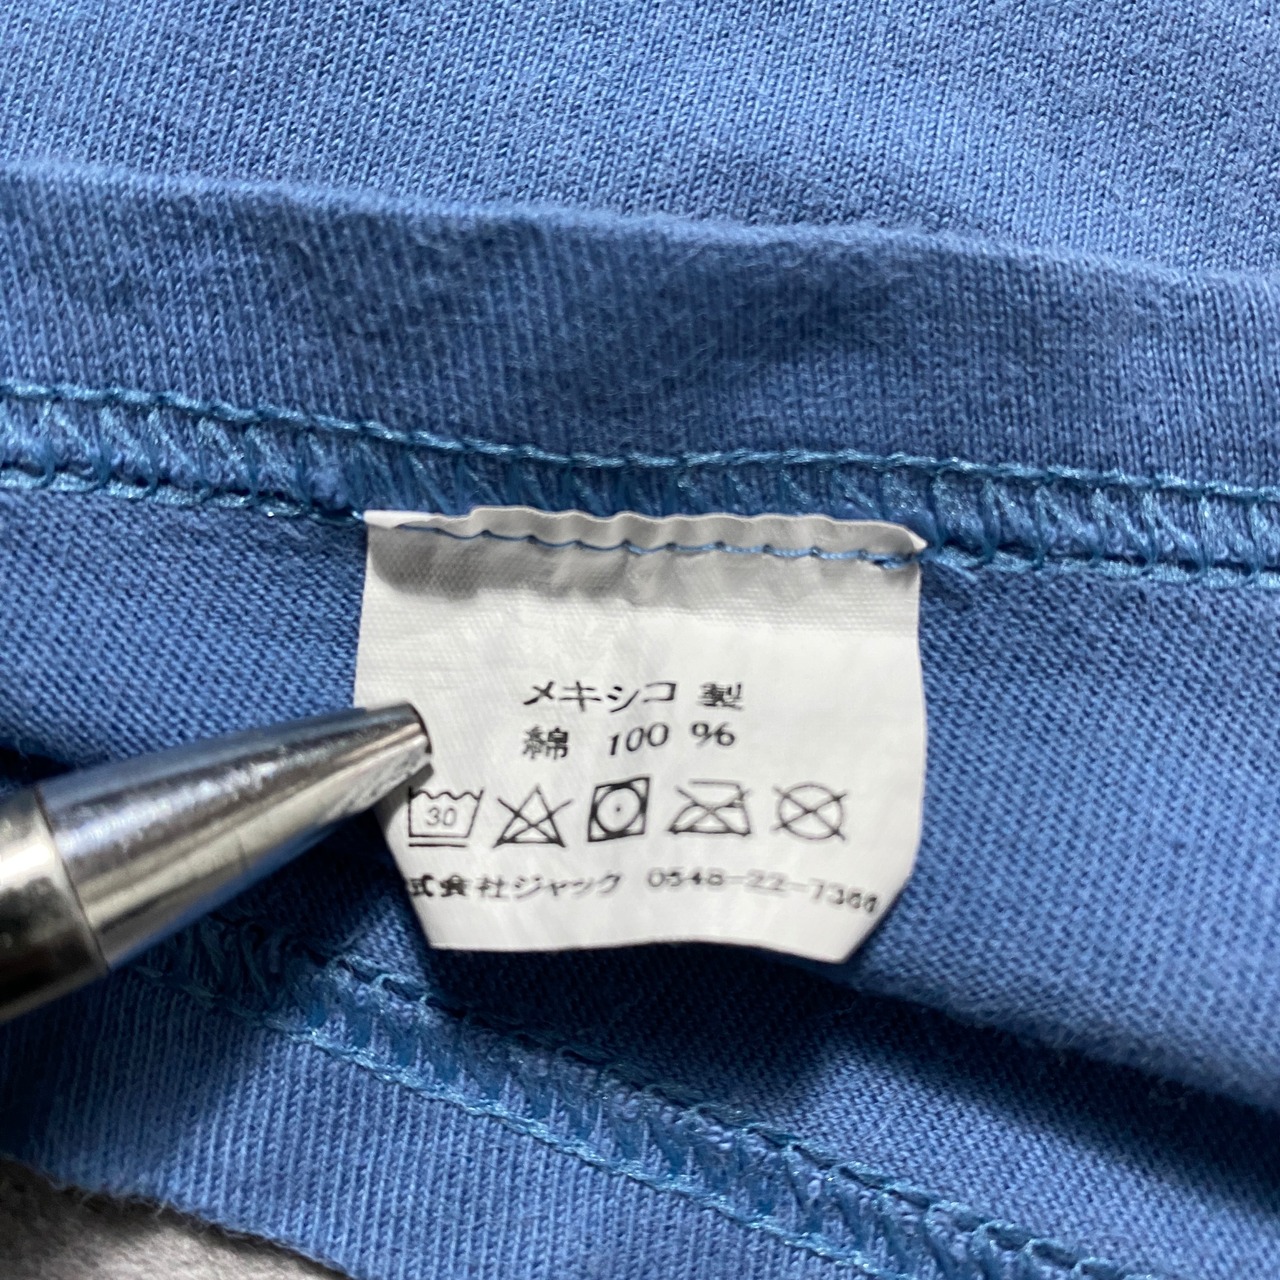 メキシコ 製
綿 100 %
30
式会社ジャック 0548-22-7366